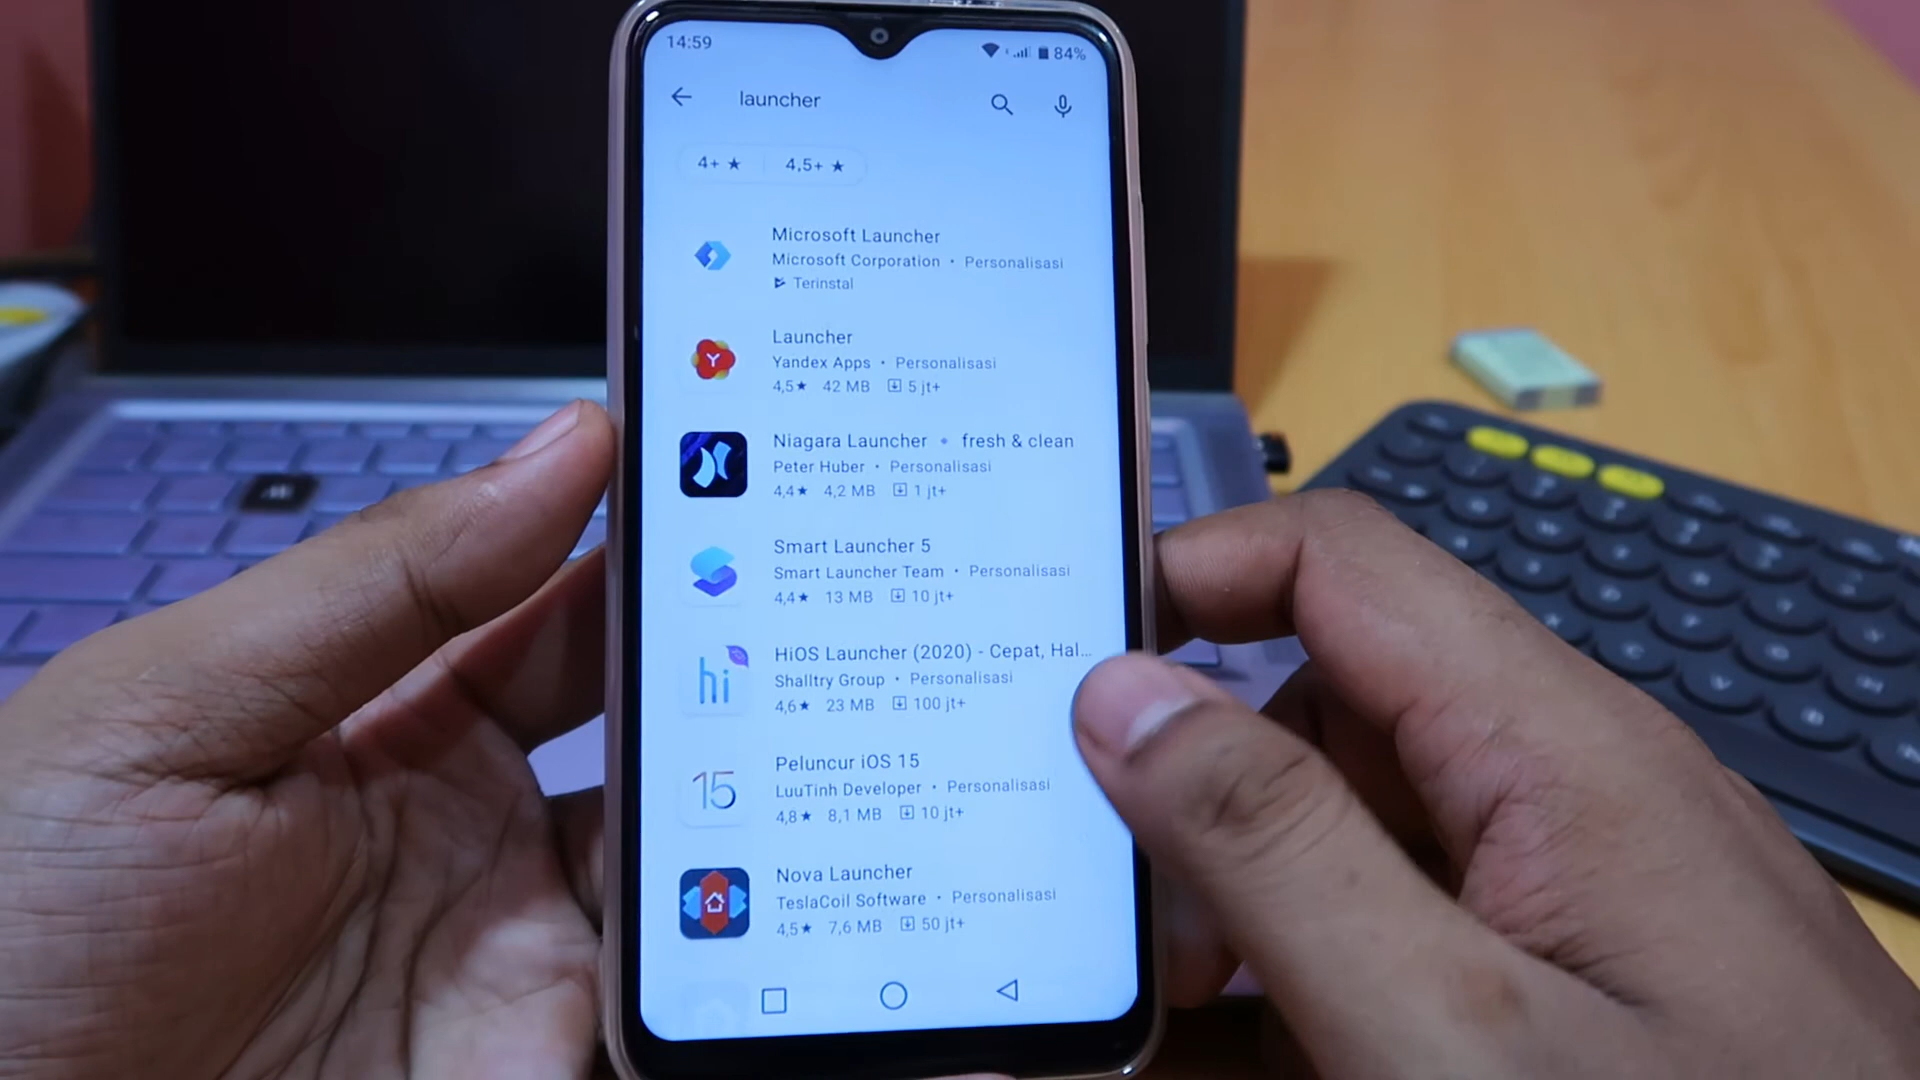 14:59
84%
launcher
4+ ★
4,5+ ★
Microsoft Launcher
Microsoft Corporation • Personalisasi
Terinstal
Launcher
Yandex Apps • Personalisasi
4,5★ 42 MB 5 jt+
Niagara Launcher • fresh & clean
Peter Huber • Personalisasi
4,4★ 4,2 MB 1 jt+
Smart Launcher 5
Smart Launcher Team • Personalisasi
4,4★ 13 MB 10 jt+
hi
HiOS Launcher (2020) - Cepat, Hal...
Shalltry Group • Personalisasi
4,6★ 23 MB 100 jt+
15
Peluncur iOS 15
LuuTinh Developer • Personalisasi
4,8★ 8,1 MB 10 jt+
Nova Launcher
TeslaCoil Software • Personalisasi
4,5★ 7,6 MB 50 jt+